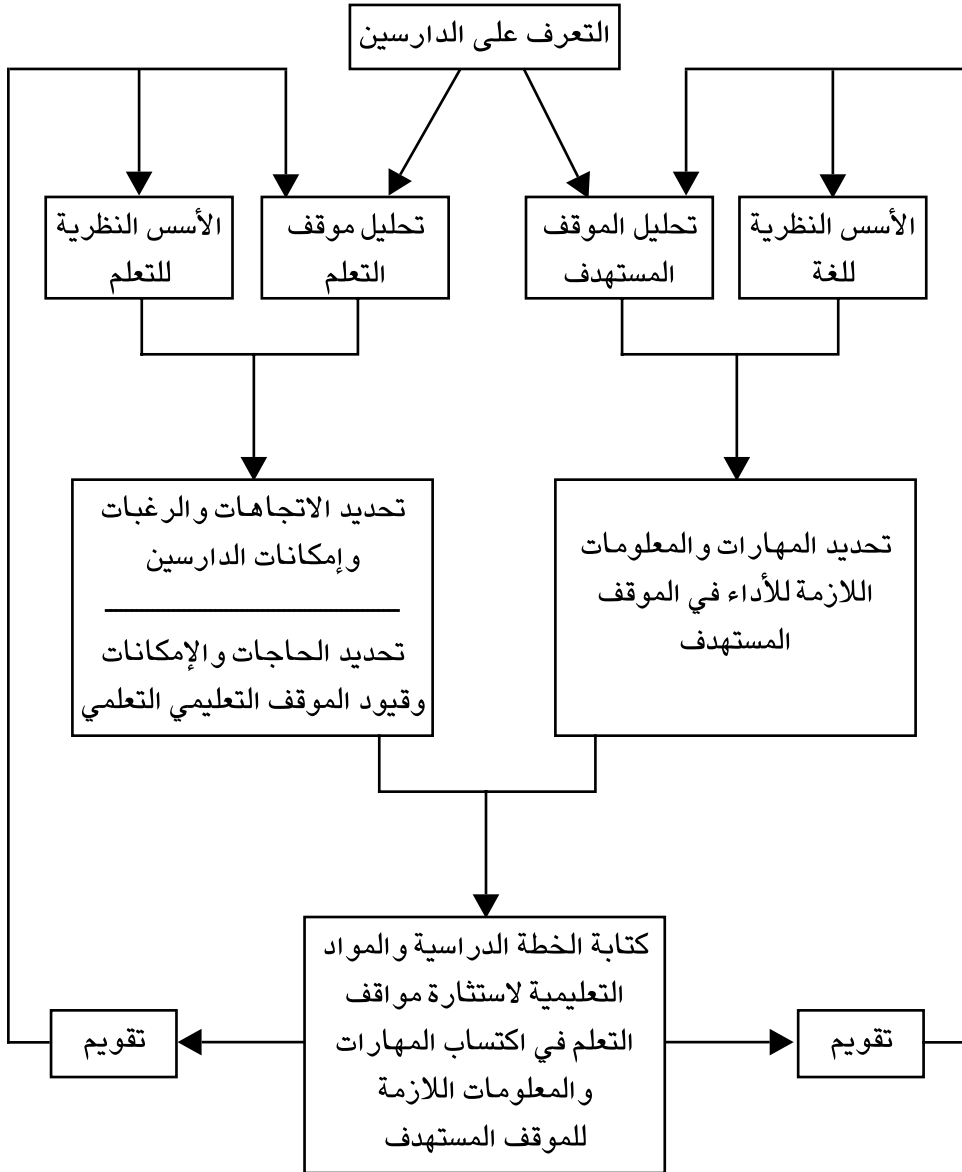 التعرف على الدارسين
الأسس النظرية
للغة
تحليل الموقف
المستهدف
تحليل موقف
التعلم
الأسس النظرية
للتعلم
تحديد المهارات والمعلومات
اللازمة للأداء في الموقف
المستهدف
تحديد الاتجاهات والرغبات
وإمكانات الدارسين
تحديد الحاجات والإمكانات
وقيود الموقف التعليمي التعلمي
تقويم
كتابة الخطة الدراسية والمواد
التعليمية لاستثارة مواقف
التعلم في اكتساب المهارات
والمعلومات اللازمة
للموقف المستهدف
تقويم